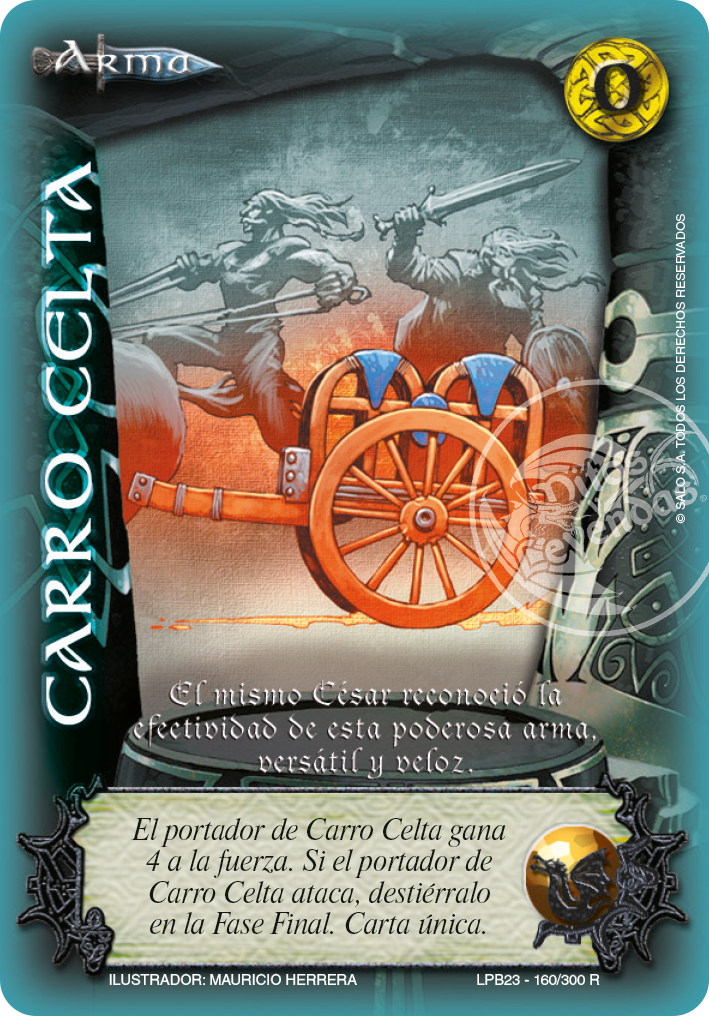 Arma
0
CARRO CELTA
© SALO S.A. TODOS LOS DERECHOS RESERVADOS
Mitos y
Leyendas®
El mismo César reconoció la
efectividad de esta poderosa arma,
versátil y veloz.
El portador de Carro Celta gana
4 a la fuerza. Si el portador de
Carro Celta ataca, destiérralo
en la Fase Final. Carta única.
ILUSTRADOR: MAURICIO HERRERA
LPB23 - 160/300 R